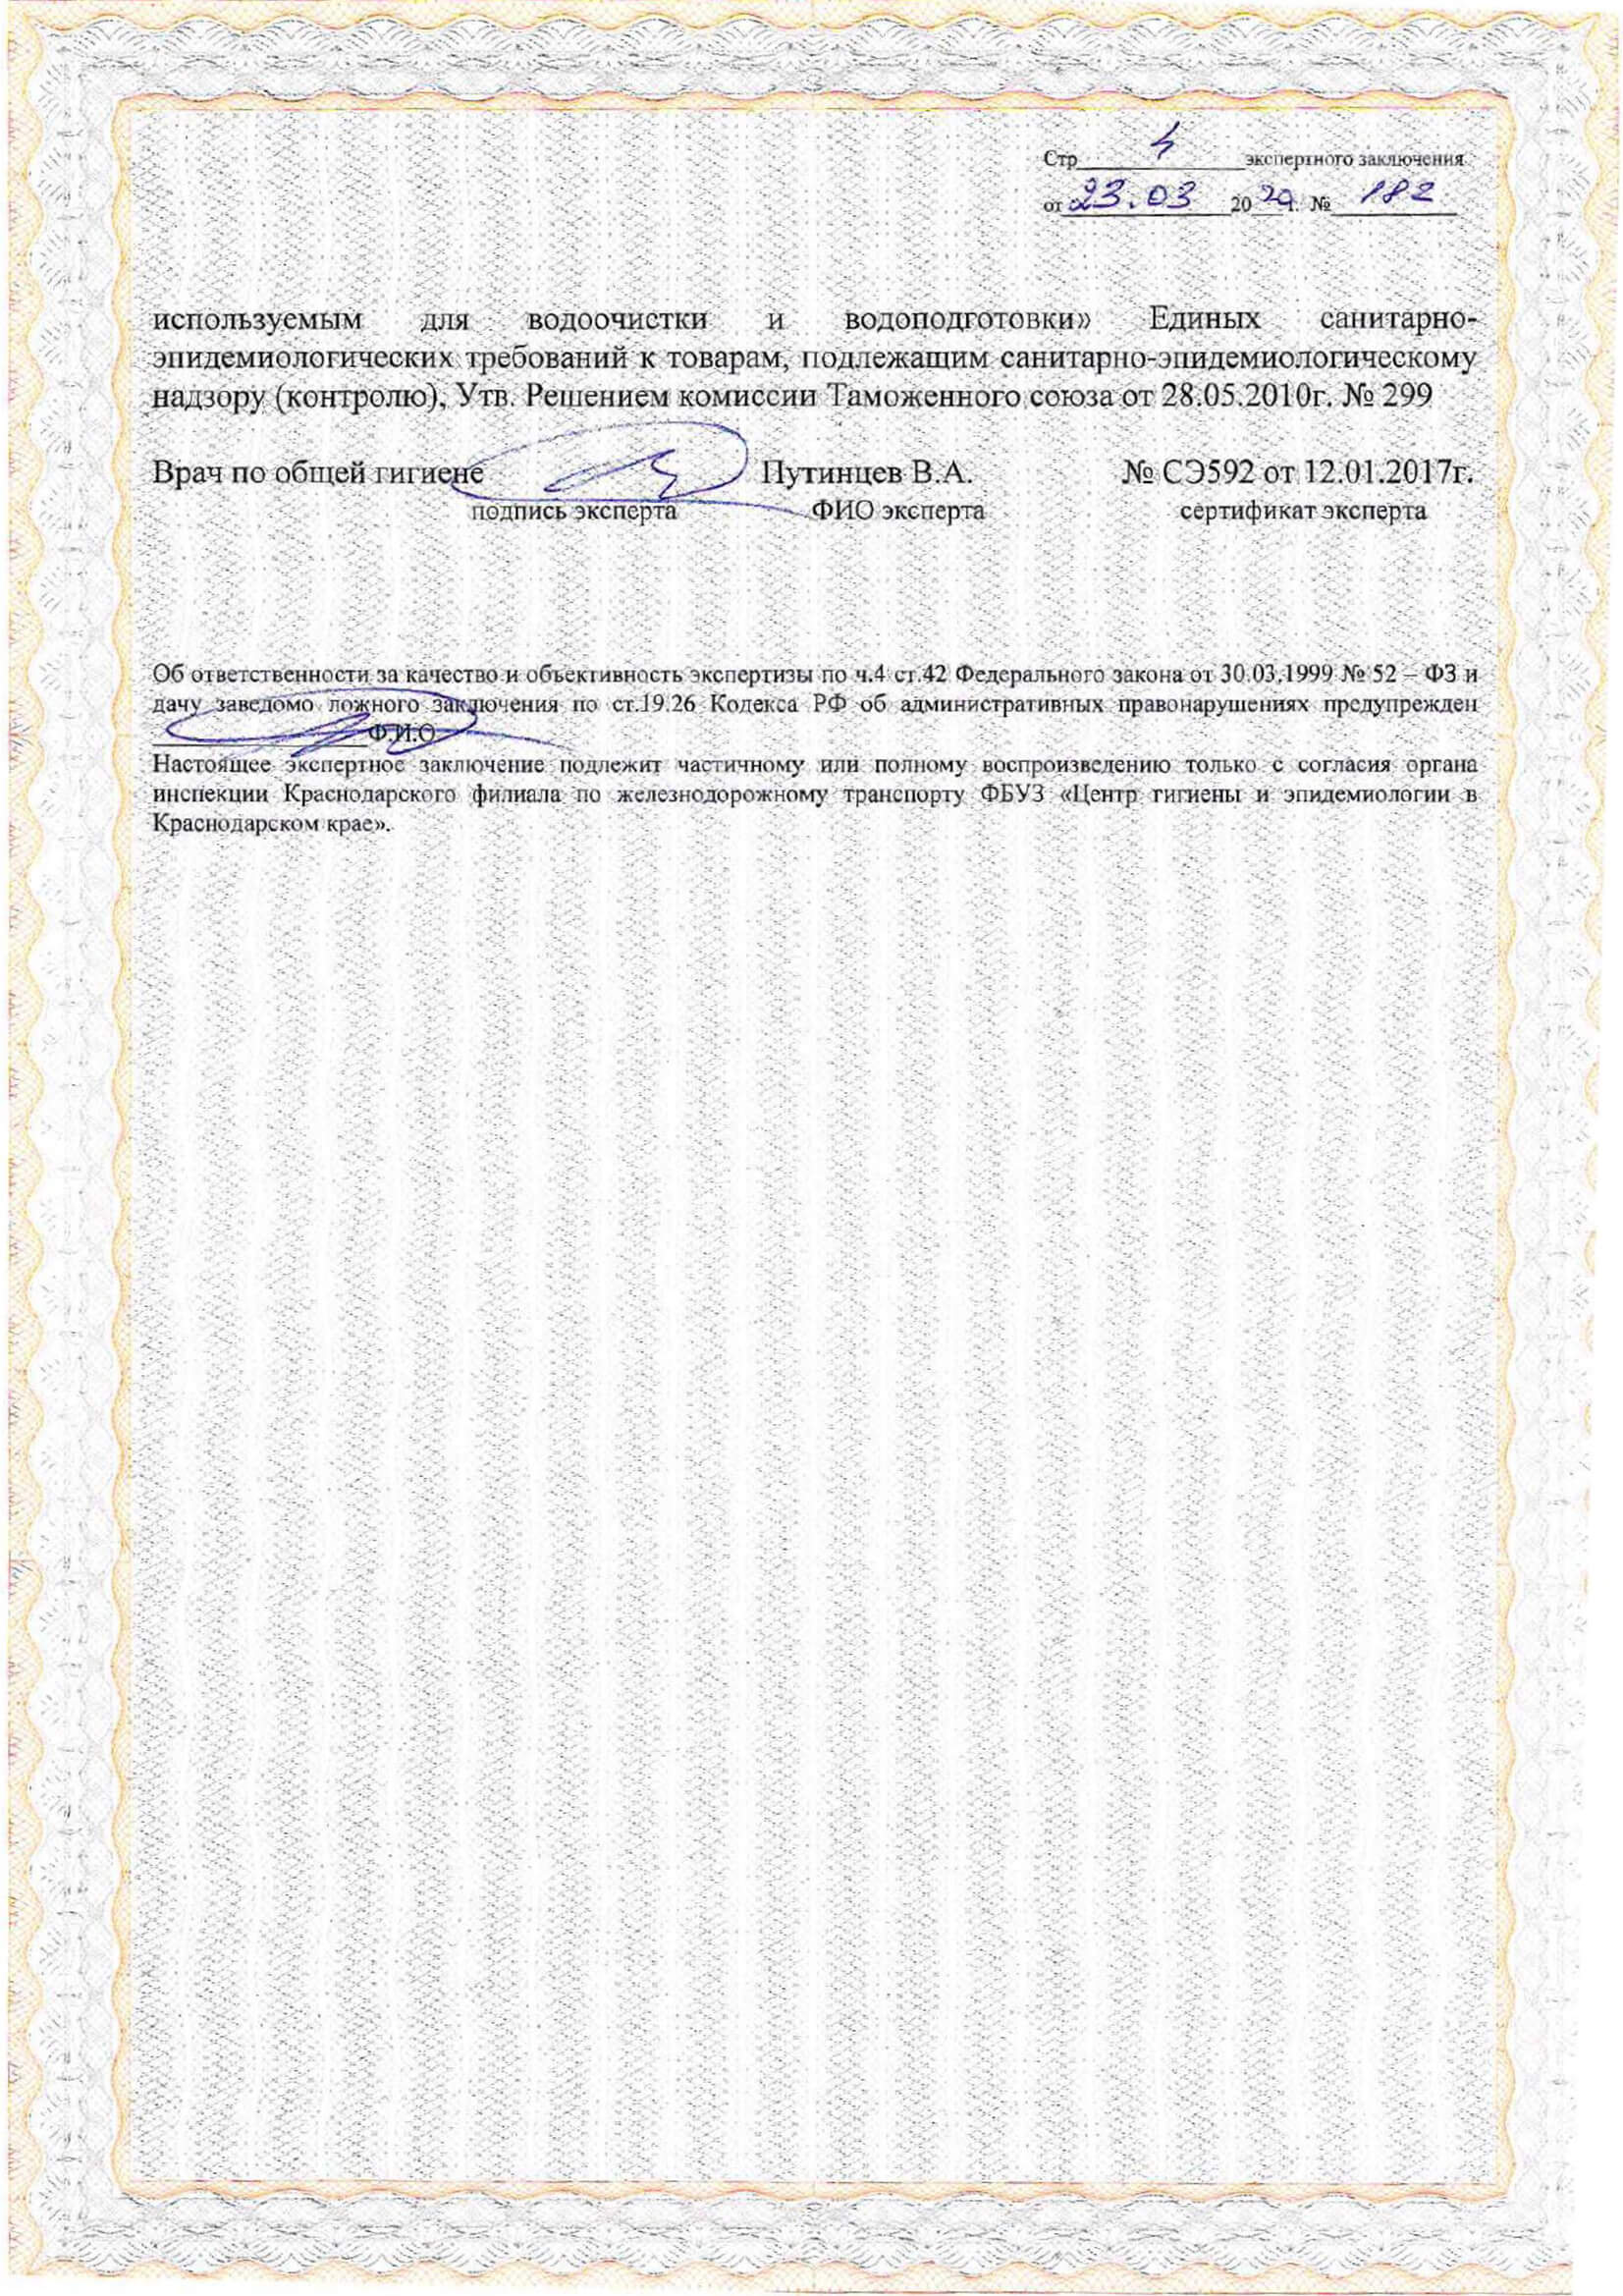 Стр 4 экспертного заключения
от 23.03 2020г. № 182
используемым для водоочистки и водоподготовки» Единых санитарно-
эпидемиологических требований к товарам, подлежащим санитарно-эпидемиологическому
надзору (контролю), Утв. Решением комиссии Таможенного союза от 28.05.2010г. № 299
Врач по общей гигиене Путинцев В.А. № СЭ592 от 12.01.2017г.
подпись эксперта ФИО эксперта сертификат эксперта
Об ответственности за качество и объективность экспертизы по ч.4 ст.42 Федерального закона от 30.03.1999 № 52 – ФЗ и
дачу заведомо ложного заключения по ст.19.26 Кодекса РФ об административных правонарушениях предупрежден
Ф.И.О
Настоящее экспертное заключение подлежит частичному или полному воспроизведению только с согласия органа
инспекции Краснодарского филиала по железнодорожному транспорту ФБУЗ «Центр гигиены и эпидемиологии в
Краснодарском крае».